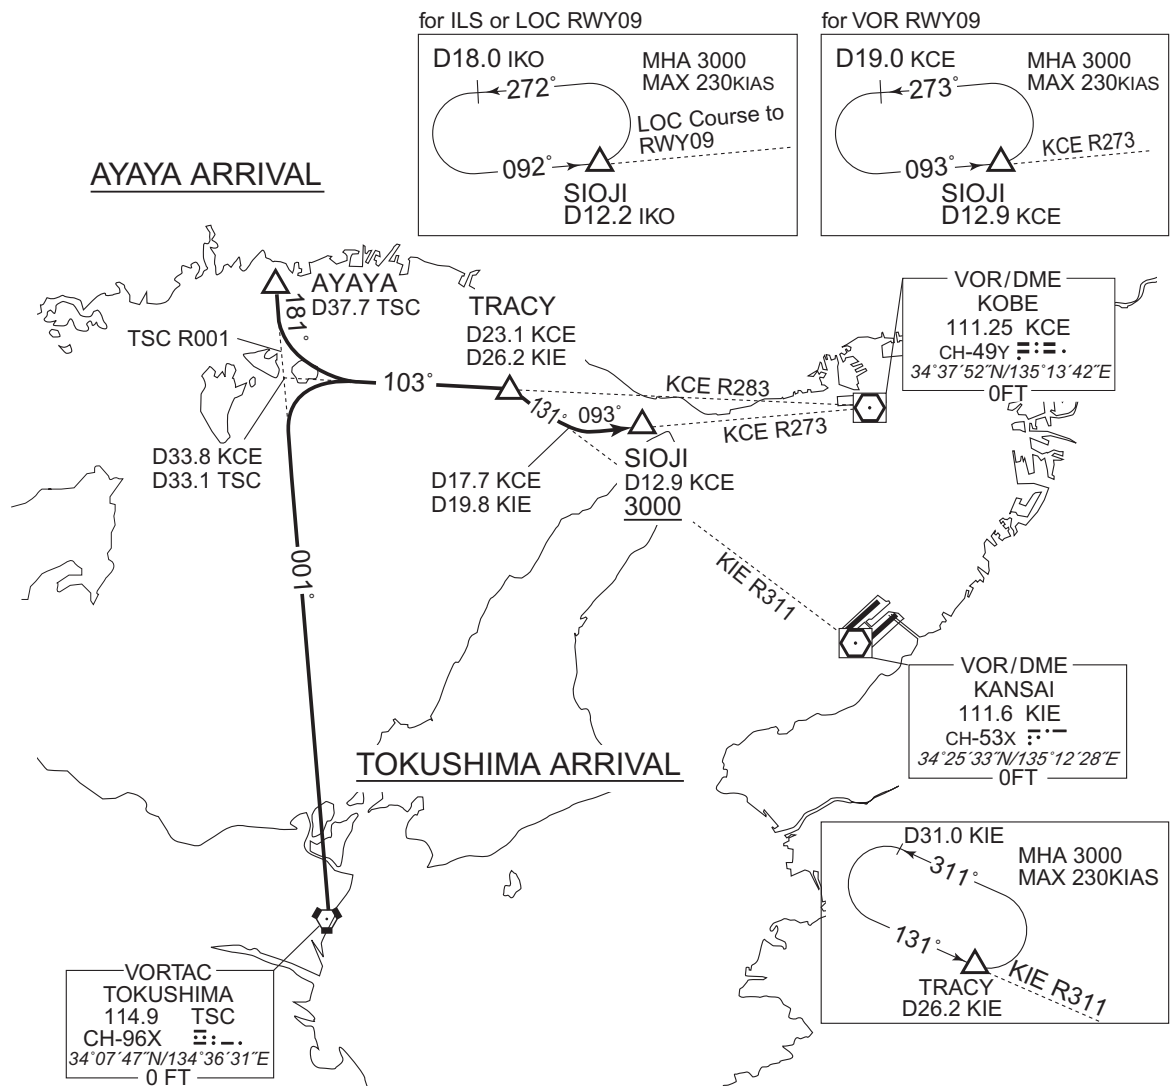 for ILS or LOC RWY09
D18.0 IKO
MHA 3000
MAX 230KIAS
272°
LOC Course to
RWY09
092°
SIOJI
D12.2 IKO
for VOR RWY09
D19.0 KCE
MHA 3000
MAX 230KIAS
273°
KCE R273
093°
SIOJI
D12.9 KCE
AYAYA ARRIVAL
AYAYA
D37.7 TSC
181°
TSC R001
TRACY
D23.1 KCE
D26.2 KIE
103°
KCE R283
131°
093°
KCE R273
VOR/DME
KOBE
111.25 KCE
CH-49Y
34°37´52˝N/135°13´42˝E
0FT
D33.8 KCE
D33.1 TSC
D17.7 KCE
D19.8 KIE
SIOJI
D12.9 KCE
3000
001°
KIE R311
VOR/DME
KANSAI
111.6 KIE
CH-53X
34°25´33˝N/135°12´28˝E
0FT
TOKUSHIMA ARRIVAL
D31.0 KIE
MHA 3000
MAX 230KIAS
311°
131°
TRACY
D26.2 KIE
KIE R311
VORTAC
TOKUSHIMA
114.9 TSC
CH-96X
34°07´47˝N/134°36´31˝E
0 FT